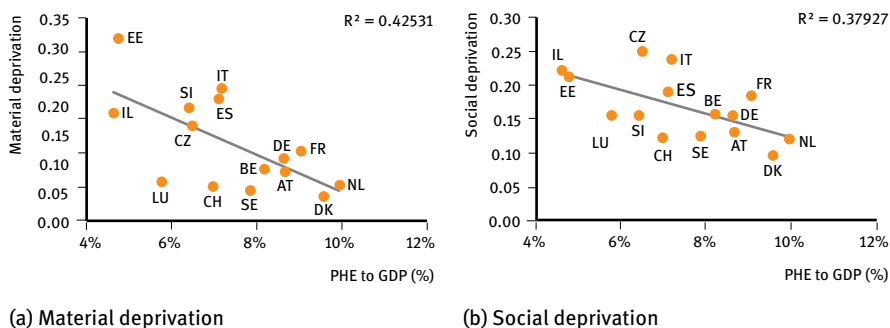 R² = 0.42531
Material deprivation
0.35
0.30
0.25
0.20
0.15
0.10
0.05
0.00
EE
IT
SI
ES
IL
CZ
DE
FR
BE
AT
LU
CH
SE
NL
DK
4%
6%
8%
10%
12%
PHE to GDP (%)
(a) Material deprivation
R² = 0.37927
Social deprivation
0.30
0.25
0.20
0.15
0.10
0.05
0.00
CZ
IL
IT
EE
ES
FR
BE
DE
LU
SI
CH
SE
AT
NL
DK
4%
6%
8%
10%
12%
PHE to GDP (%)
(b) Social deprivation